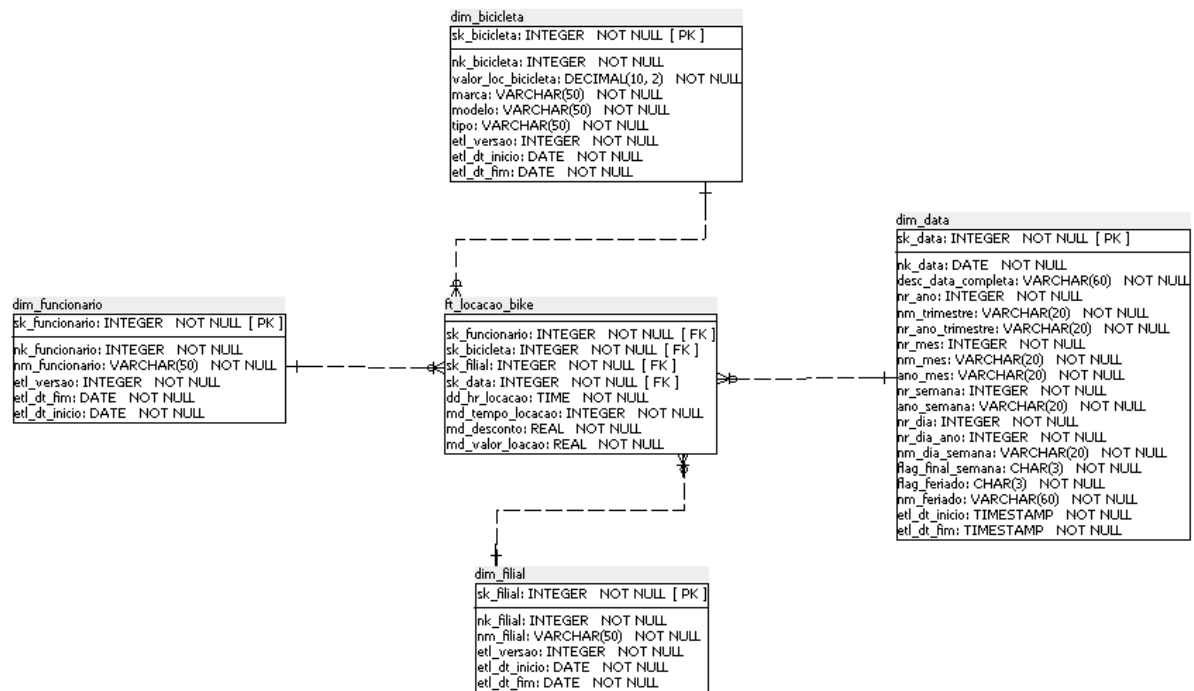 dim_bicicleta
sk_bicicleta: INTEGER NOT NULL [ PK ]
nk_bicicleta: INTEGER NOT NULL
valor_loc_bicicleta: DECIMAL(10, 2) NOT NULL
marca: VARCHAR(50) NOT NULL
modelo: VARCHAR(50) NOT NULL
tipo: VARCHAR(50) NOT NULL
etl_versao: INTEGER NOT NULL
etl_dt_inicio: DATE NOT NULL
etl_dt_fim: DATE NOT NULL
dim_funcionario
sk_funcionario: INTEGER NOT NULL [ PK ]
nk_funcionario: INTEGER NOT NULL
nm_funcionario: VARCHAR(50) NOT NULL
etl_versao: INTEGER NOT NULL
etl_dt_fim: DATE NOT NULL
etl_dt_inicio: DATE NOT NULL
ft_locacao_bike
sk_funcionario: INTEGER NOT NULL [ FK ]
sk_bicicleta: INTEGER NOT NULL [ FK ]
sk_filial: INTEGER NOT NULL [ FK ]
sk_data: INTEGER NOT NULL [ FK ]
dd_hr_locacao: TIME NOT NULL
md_tempo_locacao: INTEGER NOT NULL
md_desconto: REAL NOT NULL
md_valor_loacao: REAL NOT NULL
dim_data
sk_data: INTEGER NOT NULL [ PK ]
nk_data: DATE NOT NULL
desc_data_completa: VARCHAR(60) NOT NULL
nr_ano: INTEGER NOT NULL
nm_trimestre: VARCHAR(20) NOT NULL
nr_ano_trimestre: VARCHAR(20) NOT NULL
nr_mes: INTEGER NOT NULL
nm_mes: VARCHAR(20) NOT NULL
ano_mes: VARCHAR(20) NOT NULL
nr_semana: INTEGER NOT NULL
ano_semana: VARCHAR(20) NOT NULL
nr_dia: INTEGER NOT NULL
nr_dia_ano: INTEGER NOT NULL
nm_dia_semana: VARCHAR(20) NOT NULL
flag_final_semana: CHAR(3) NOT NULL
flag_feriado: CHAR(3) NOT NULL
nm_feriado: VARCHAR(60) NOT NULL
etl_dt_inicio: TIMESTAMP NOT NULL
etl_dt_fim: TIMESTAMP NOT NULL
dim_filial
sk_filial: INTEGER NOT NULL [ PK ]
nk_filial: INTEGER NOT NULL
nm_filial: VARCHAR(50) NOT NULL
etl_versao: INTEGER NOT NULL
etl_dt_inicio: DATE NOT NULL
etl_dt_fim: DATE NOT NULL